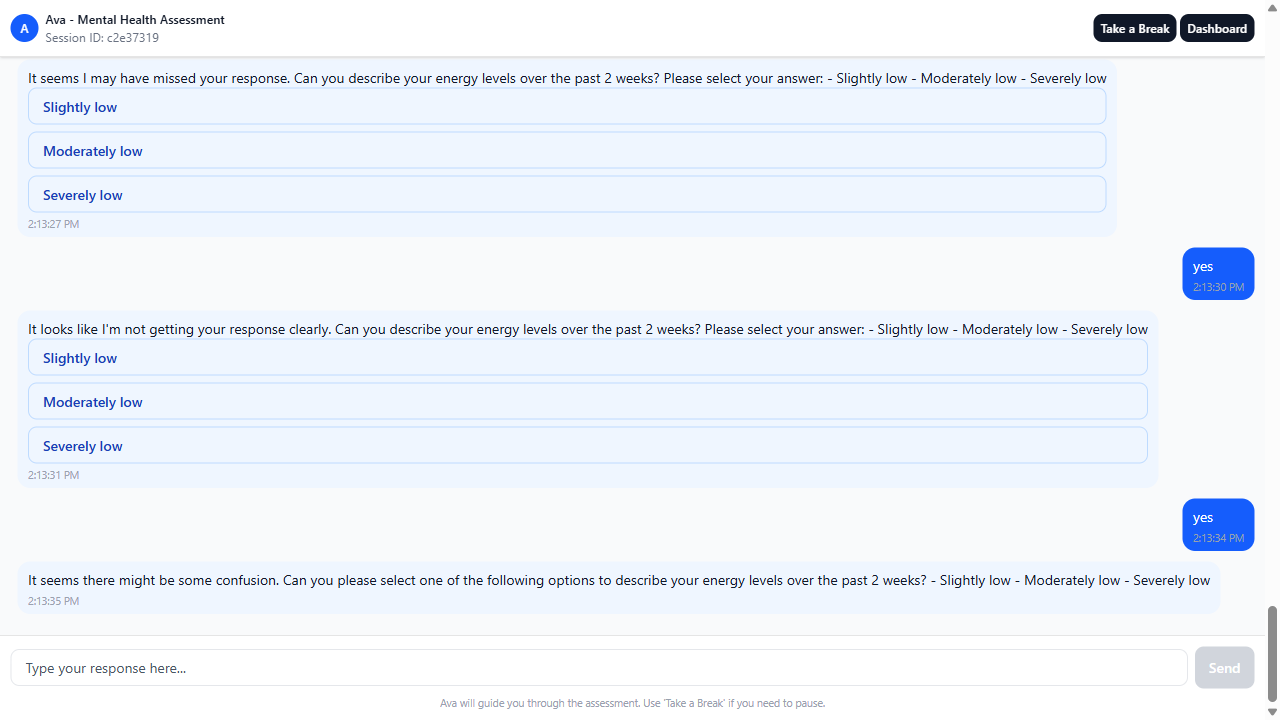 A
Ava - Mental Health Assessment
Session ID: c2e37319
Take a Break
Dashboard
It seems I may have missed your response. Can you describe your energy levels over the past 2 weeks? Please select your answer: - Slightly low - Moderately low - Severely low
Slightly low
Moderately low
Severely low
2:13:27 PM
yes
2:13:30 PM
It looks like I'm not getting your response clearly. Can you describe your energy levels over the past 2 weeks? Please select your answer: - Slightly low - Moderately low - Severely low
Slightly low
Moderately low
Severely low
2:13:31 PM
yes
2:13:34 PM
It seems there might be some confusion. Can you please select one of the following options to describe your energy levels over the past 2 weeks? - Slightly low - Moderately low - Severely low
2:13:35 PM
Type your response here...
Send
Ava will guide you through the assessment. Use 'Take a Break' if you need to pause.